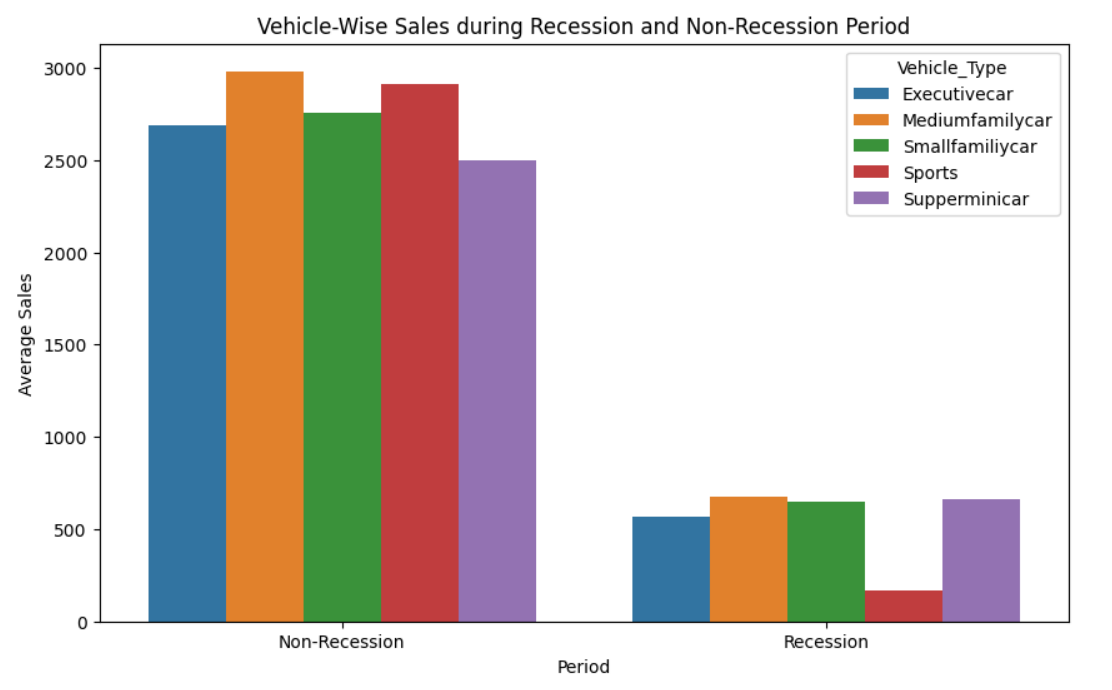 Vehicle-Wise Sales during Recession and Non-Recession Period
Vehicle_Type
Executivecar
Mediumfamilycar
Smallfamiliycar
Sports
Supperminicar
Average Sales
3000
2500
2000
1500
1000
500
0
Non-Recession
Recession
Period